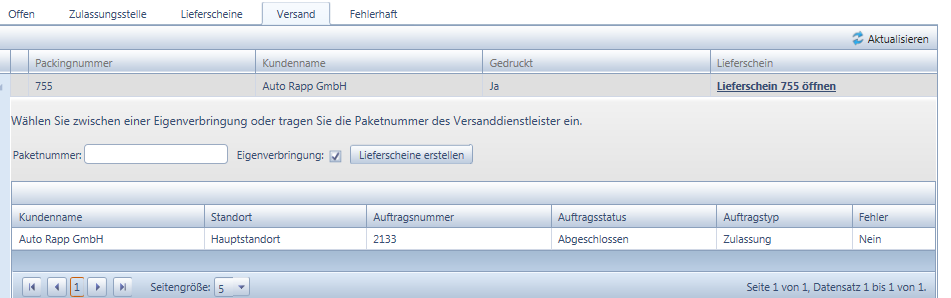 Offen Zulassungsstelle Lieferscheine Versand Fehlerhaft
Aktualisieren
Packingnummer Kundenname Gedruckt Lieferschein
755 Auto Rapp GmbH Ja Lieferschein 755 öffnen
Wählen Sie zwischen einer Eigenverbringung oder tragen Sie die Paketnummer des Versanddienstleister ein.
Paketnummer: Eigenverbringung: Lieferscheine erstellen
Kundenname Standort Auftragsnummer Auftragsstatus Auftragstyp Fehler
Auto Rapp GmbH Hauptstandort 2133 Abgeschlossen Zulassung Nein
1 Seitengröße: 5 Seite 1 von 1, Datensatz 1 bis 1 von 1.